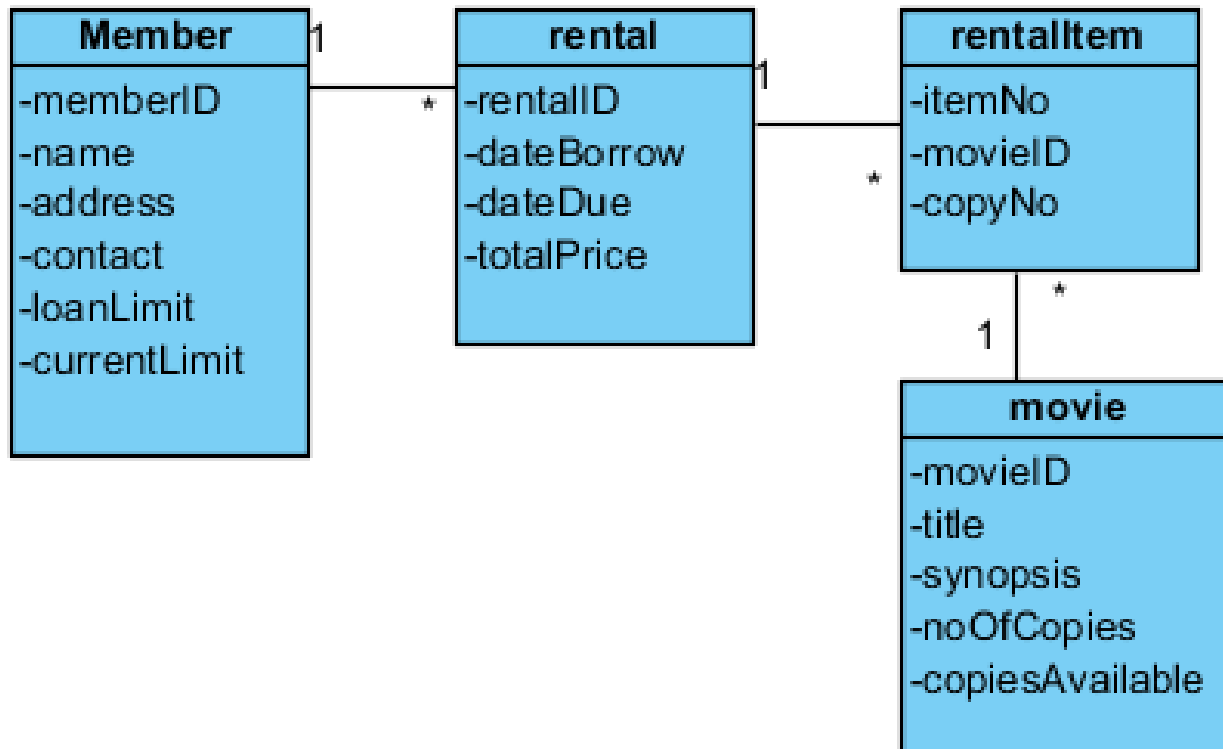 Member
-memberID
-name
-address
-contact
-loanLimit
-currentLimit
1
*
rental
-rentalID
-dateBorrow
-dateDue
-totalPrice
1
*
rentalItem
-itemNo
-movieID
-copyNo
*
1
movie
-movieID
-title
-synopsis
-noOfCopies
-copiesAvailable